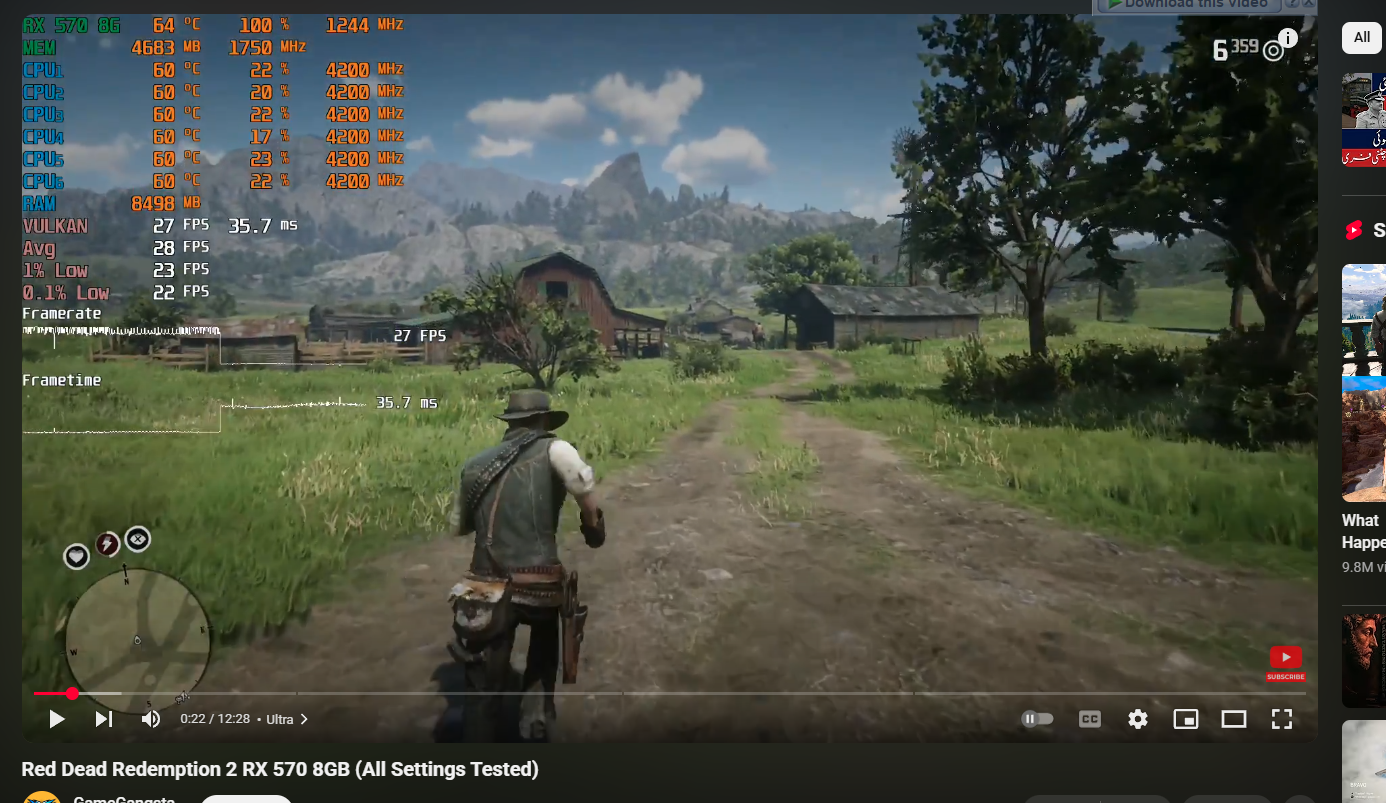 Download this Video ? X
RX 570 8G 64 °C 100 % 1244 MHz
MEM 4683 MB 1750 MHz
CPU1 60 °C 22 % 4200 MHz
CPU2 60 °C 20 % 4200 MHz
CPU3 60 °C 22 % 4200 MHz
CPU4 60 °C 17 % 4200 MHz
CPU5 60 °C 23 % 4200 MHz
CPU6 60 °C 22 % 4200 MHz
RAM 8498 MB
VULKAN 27 FPS 35.7 ms
Avg 28 FPS
1% Low 23 FPS
0.1% Low 22 FPS
Framerate
27 FPS
Frametime
35.7 ms
6 359
i
N
W
E
S
SUBSCRIBE
0:22 / 12:28 • Ultra
CC
Red Dead Redemption 2 RX 570 8GB (All Settings Tested)
GameGangsta
All
S
What
Happe
9.8M vi